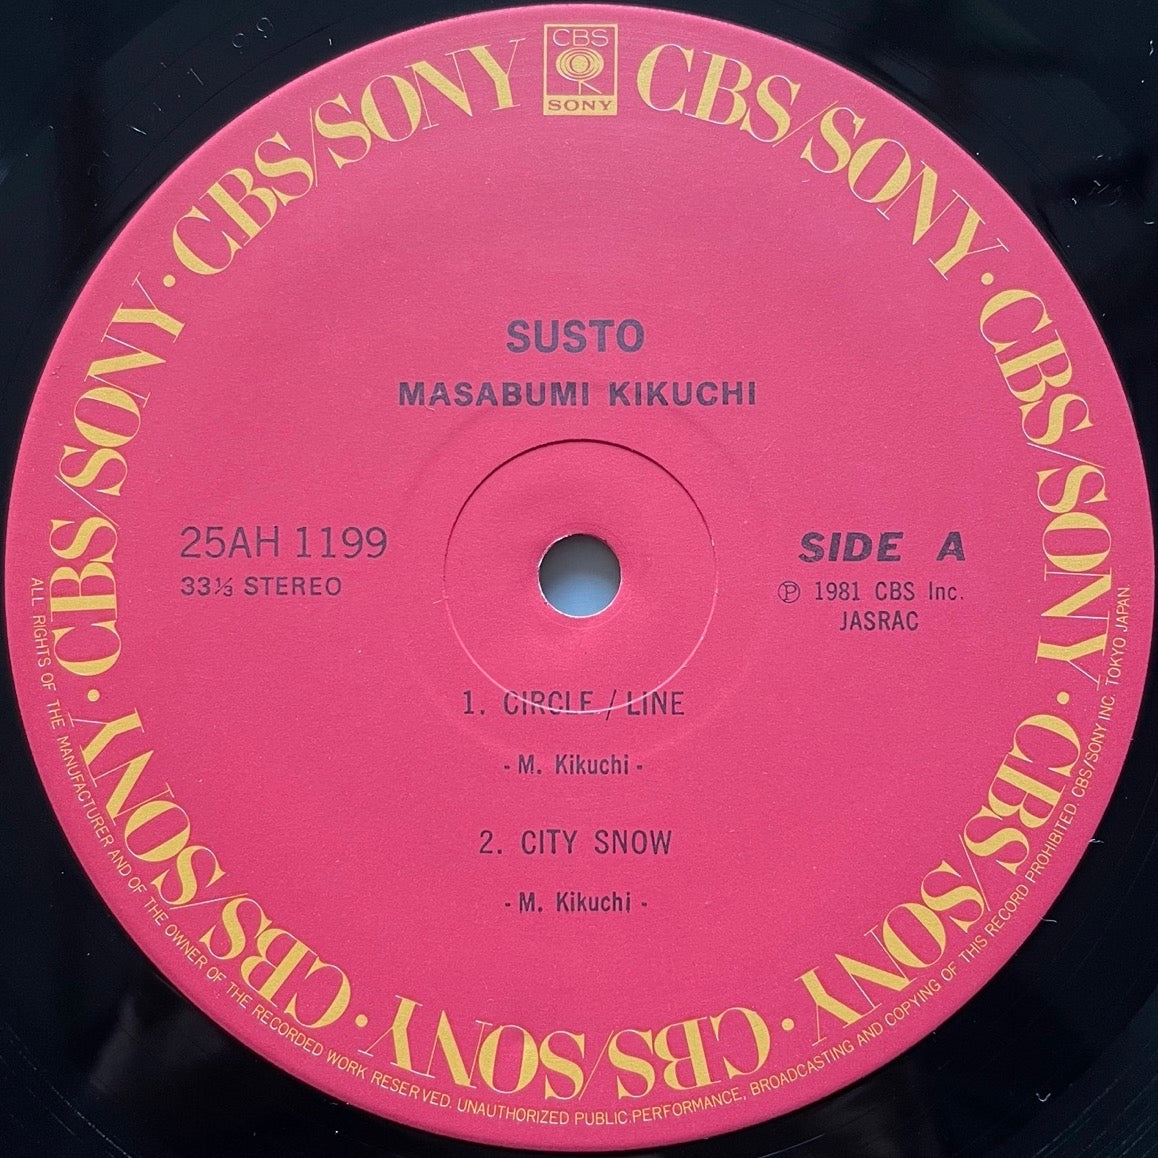 CBS
SONY
CBS/SONY · CBS/SONY · CBS/SONY · CBS/SONY · CBS/SONY · CBS/SONY · CBS/SONY · CBS/SONY
SUSTO
MASABUMI KIKUCHI
25AH 1199
33⅓ STEREO
SIDE A
Ⓟ 1981 CBS Inc.
JASRAC
1. CIRCLE / LINE
- M. Kikuchi -
2. CITY SNOW
- M. Kikuchi -
ALL RIGHTS OF THE MANUFACTURER AND OF THE OWNER OF THE RECORDED WORK RESERVED. UNAUTHORIZED PUBLIC PERFORMANCE, BROADCASTING AND COPYING OF THIS RECORD PROHIBITED. CBS/SONY INC. TOKYO JAPAN